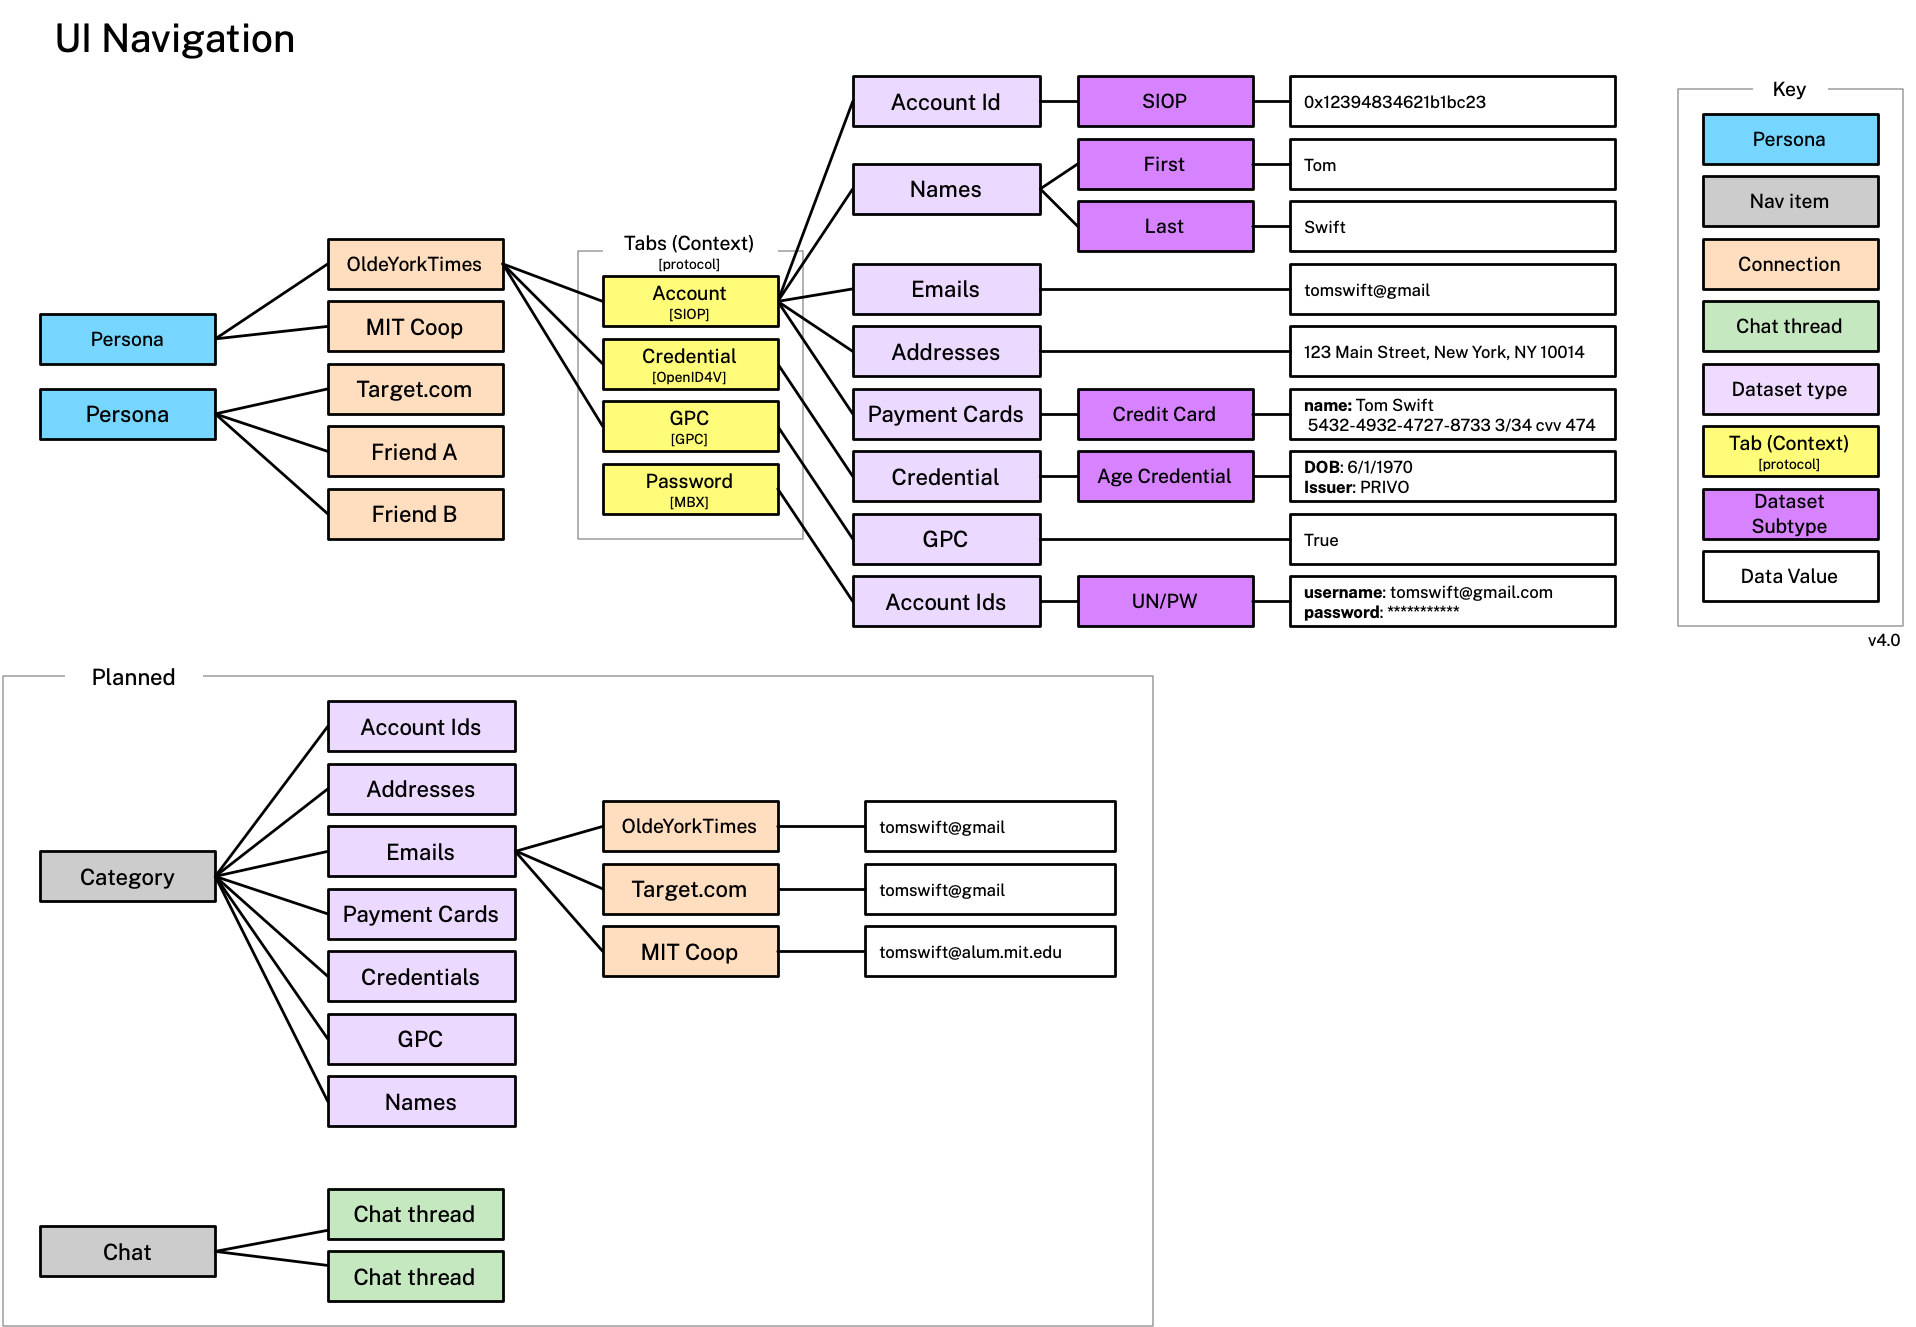 UI Navigation
Persona
Persona
OldeYorkTimes
MIT Coop
Target.com
Friend A
Friend B
Tabs (Context)
[protocol]
Account
[SIOP]
Credential
[OpenID4V]
GPC
[GPC]
Password
[MBX]
Account Id
SIOP
0x12394834621b1bc23
Names
First
Tom
Last
Swift
Emails
tomswift@gmail
Addresses
123 Main Street, New York, NY 10014
Payment Cards
Credit Card
name: Tom Swift
5432-4932-4727-8733 3/34 cvv 474
Credential
Age Credential
DOB: 6/1/1970
Issuer: PRIVO
GPC
True
Account Ids
UN/PW
username: tomswift@gmail.com
password: ***********
Key
Persona
Nav item
Connection
Chat thread
Dataset type
Tab (Context)
[protocol]
Dataset
Subtype
Data Value
v4.0
Planned
Category
Account Ids
Addresses
Emails
Payment Cards
Credentials
GPC
Names
OldeYorkTimes
tomswift@gmail
Target.com
tomswift@gmail
MIT Coop
tomswift@alum.mit.edu
Chat
Chat thread
Chat thread